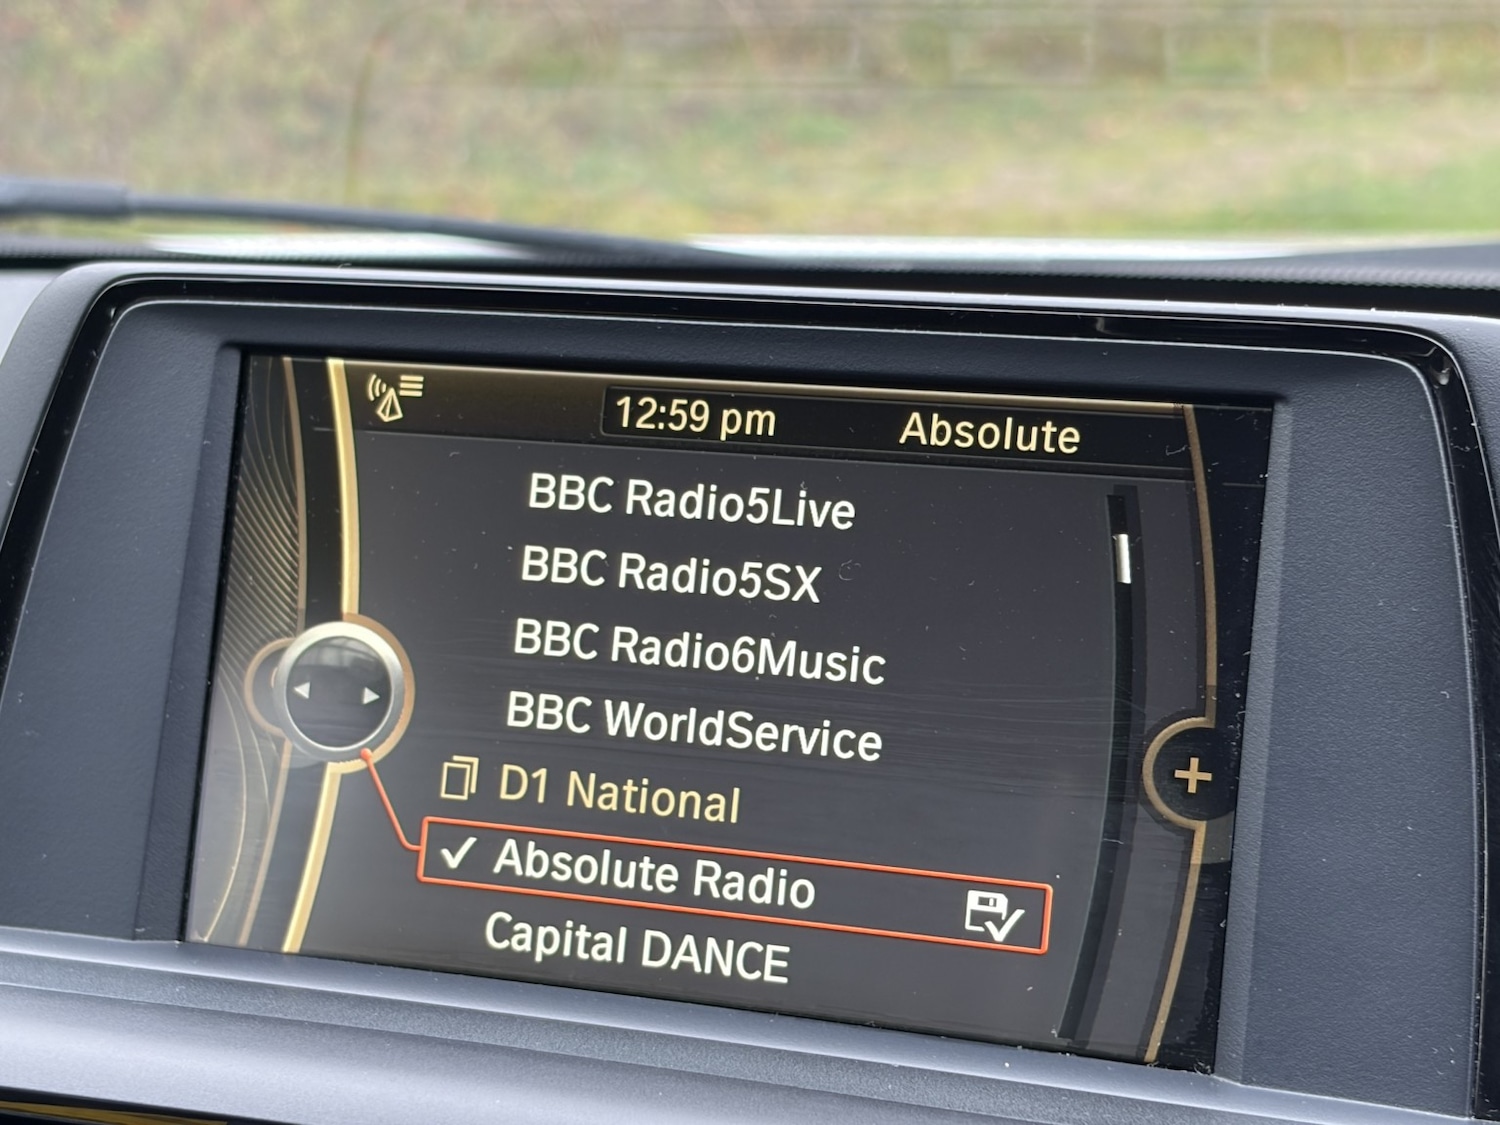 12:59 pm Absolute
BBC Radio5Live
BBC Radio5SX
BBC Radio6Music
BBC WorldService
D1 National
Absolute Radio
Capital DANCE